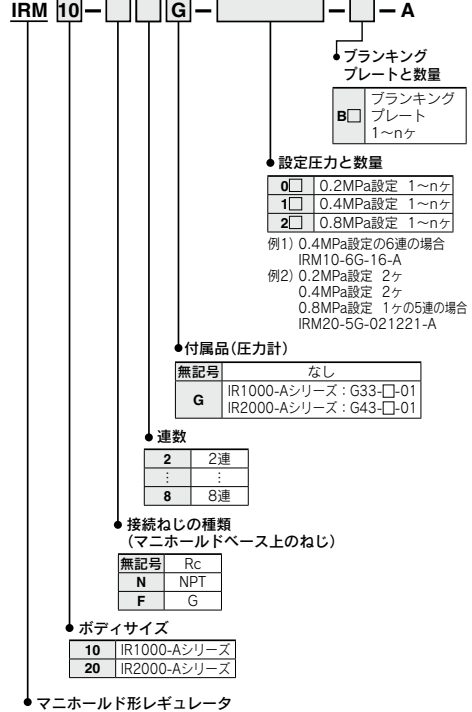 IRM 10 － □ □ G － □ － □ － A
ブランキング
プレートと数量
B□ ブランキング
プレート
1〜nヶ
設定圧力と数量
0□ 0.2MPa設定 1〜nヶ
1□ 0.4MPa設定 1〜nヶ
2□ 0.8MPa設定 1〜nヶ
例1) 0.4MPa設定の6連の場合
IRM10-6G-16-A
例2) 0.2MPa設定 2ヶ
0.4MPa設定 2ヶ
0.8MPa設定 1ヶの5連の場合
IRM20-5G-021221-A
付属品(圧力計)
無記号 なし
G IR1000-Aシリーズ：G33-□-01
IR2000-Aシリーズ：G43-□-01
連数
2 2連
⋮ ⋮
8 8連
接続ねじの種類
(マニホールドベース上のねじ)
無記号 Rc
N NPT
F G
ボディサイズ
10 IR1000-Aシリーズ
20 IR2000-Aシリーズ
マニホールド形レギュレータ